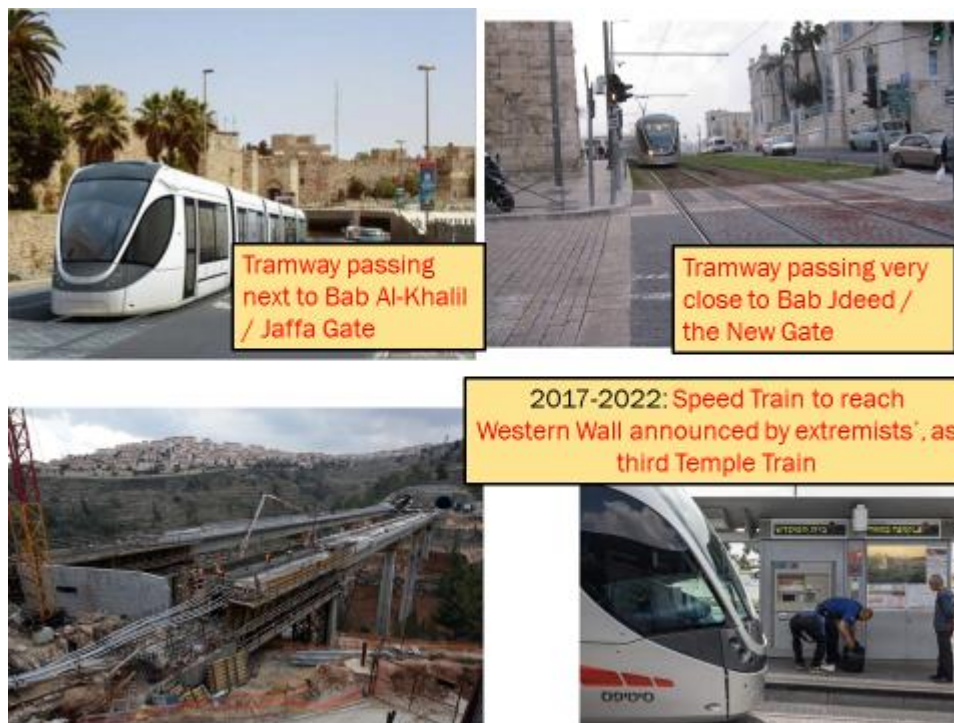 Tramway passing
next to Bab Al-Khalil
/ Jaffa Gate
Tramway passing very
close to Bab Jdeed /
the New Gate
2017-2022: Speed Train to reach
Western Wall announced by extremists', as
third Temple Train
סיטיפס